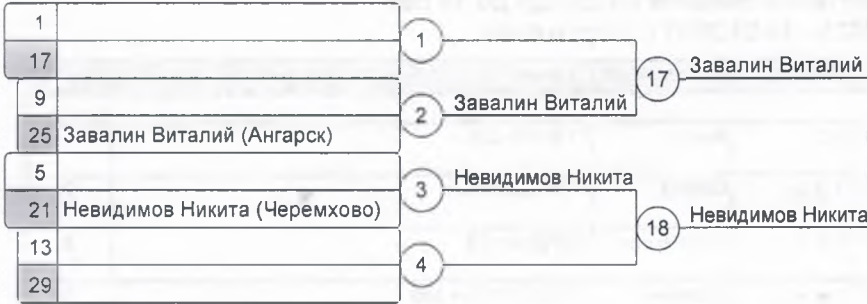 1
17
1
17
Завалин Виталий
9
25 Завалин Виталий (Ангарск)
2
Завалин Виталий
5
21 Невидимов Никита (Черемхово)
3
Невидимов Никита
18
Невидимов Никита
13
29
4